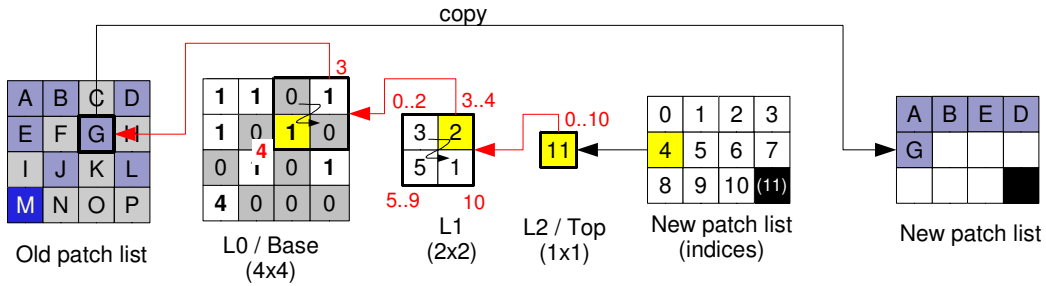 copy
3
A B C D
E F G H
I J K L
M N O P
Old patch list
1 1 0 1
1 0 1 0
4
0 1 0 1
4 0 0 0
L0 / Base
(4x4)
0..2 3..4
3 2
5 1
5..9 10
L1
(2x2)
0..10
11
L2 / Top
(1x1)
0 1 2 3
4 5 6 7
8 9 10 (11)
New patch list
(indices)
A B E D
G
New patch list